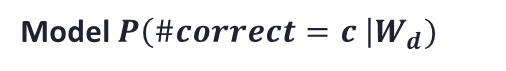 Model P(#correct = c |W_d)